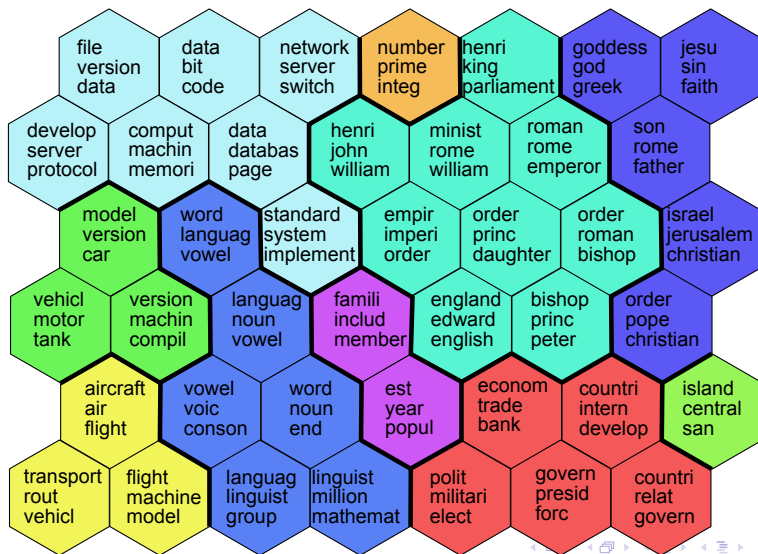 file
version
data
data
bit
code
network
server
switch
number
prime
integ
henri
king
parliament
goddess
god
greek
jesu
sin
faith
develop
server
protocol
comput
machin
memori
data
databas
page
henri
john
william
minist
rome
william
roman
rome
emperor
son
rome
father
model
version
car
word
languag
vowel
standard
system
implement
empir
imperi
order
order
princ
daughter
order
roman
bishop
israel
jerusalem
christian
vehicl
motor
tank
version
machin
compil
languag
noun
vowel
famili
includ
member
england
edward
english
bishop
princ
peter
order
pope
christian
aircraft
air
flight
vowel
voic
conson
word
noun
end
est
year
popul
econom
trade
bank
countri
intern
develop
island
central
san
transport
rout
vehicl
flight
machine
model
languag
linguist
group
linguist
million
mathemat
polit
militari
elect
govern
presid
forc
countri
relat
govern